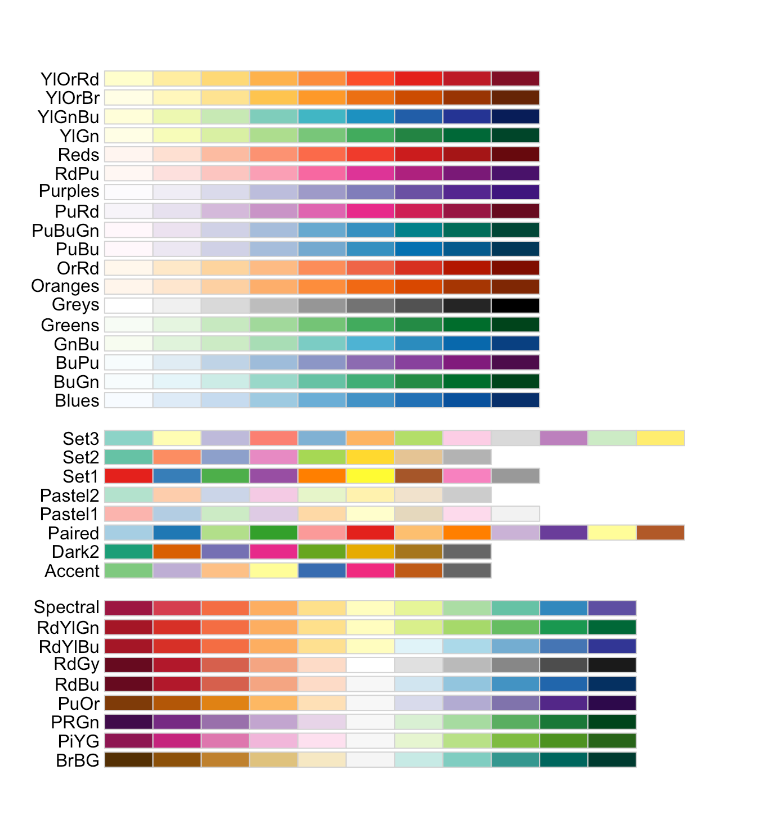 YlOrRd
YlOrBr
YlGnBu
YlGn
Reds
RdPu
Purples
PuRd
PuBuGn
PuBu
OrRd
Oranges
Greys
Greens
GnBu
BuPu
BuGn
Blues
Set3
Set2
Set1
Pastel2
Pastel1
Paired
Dark2
Accent
Spectral
RdYlGn
RdYlBu
RdGy
RdBu
PuOr
PRGn
PiYG
BrBG